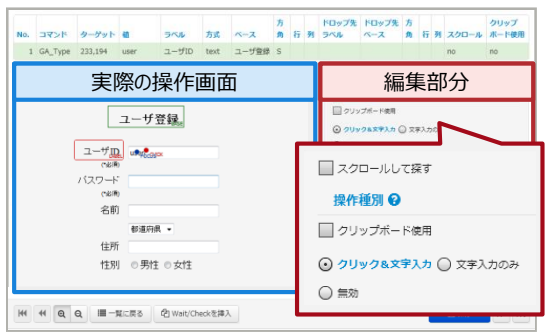 No. コマンド ターゲット 値 ラベル 方式 ベース 方角 行 列 ドロップ先ラベル ドロップ先ベース 方角 行 列 スクロール クリップボード使用
1 GA_Type 233,194 user ユーザID text ユーザ登録 S no no
実際の操作画面
編集部分
ユーザ登録
ユーザID
(*必須)
パスワード
(*必須)
名前
都道府県
住所
性別 男性 女性
クリップボード使用
クリック&文字入力 文字入力の
スクロールして探す
操作種別 ?
クリップボード使用
クリック&文字入力 文字入力のみ
無効
一覧に戻る Wait/Checkを挿入